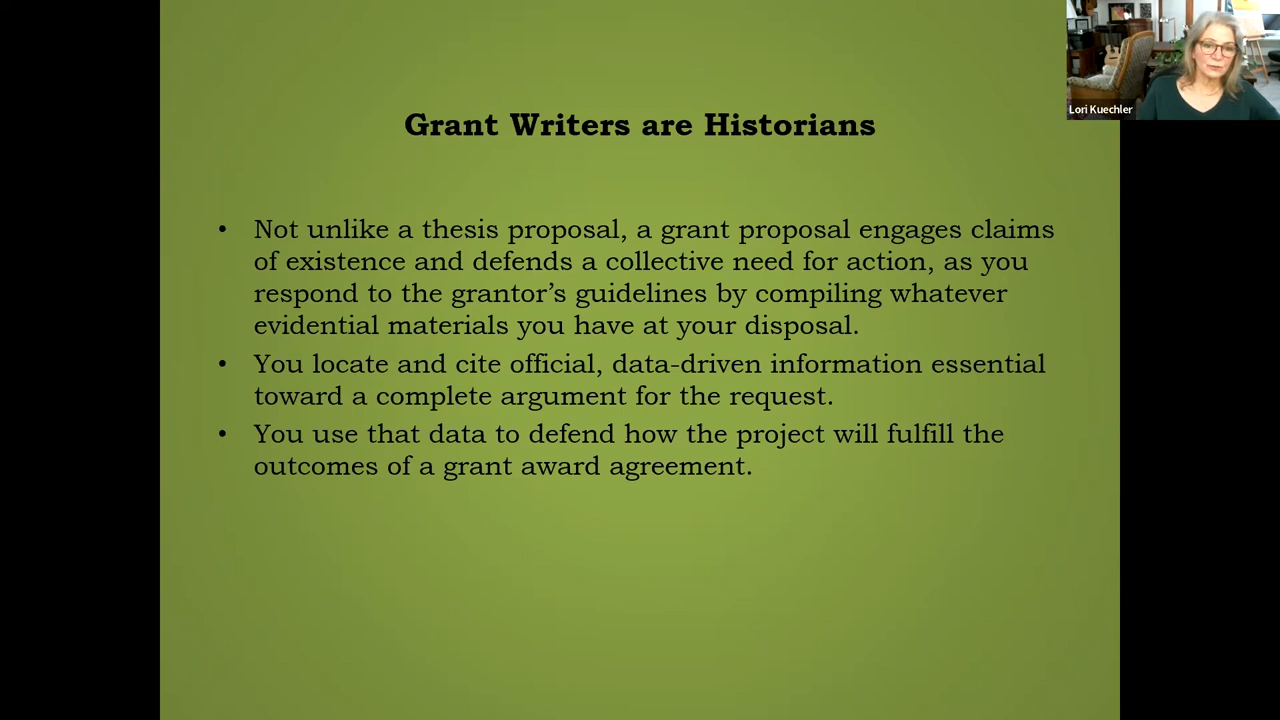 Lori Kuechler
Grant Writers are Historians
• Not unlike a thesis proposal, a grant proposal engages claims
of existence and defends a collective need for action, as you
respond to the grantor’s guidelines by compiling whatever
evidential materials you have at your disposal.
• You locate and cite official, data-driven information essential
toward a complete argument for the request.
• You use that data to defend how the project will fulfill the
outcomes of a grant award agreement.